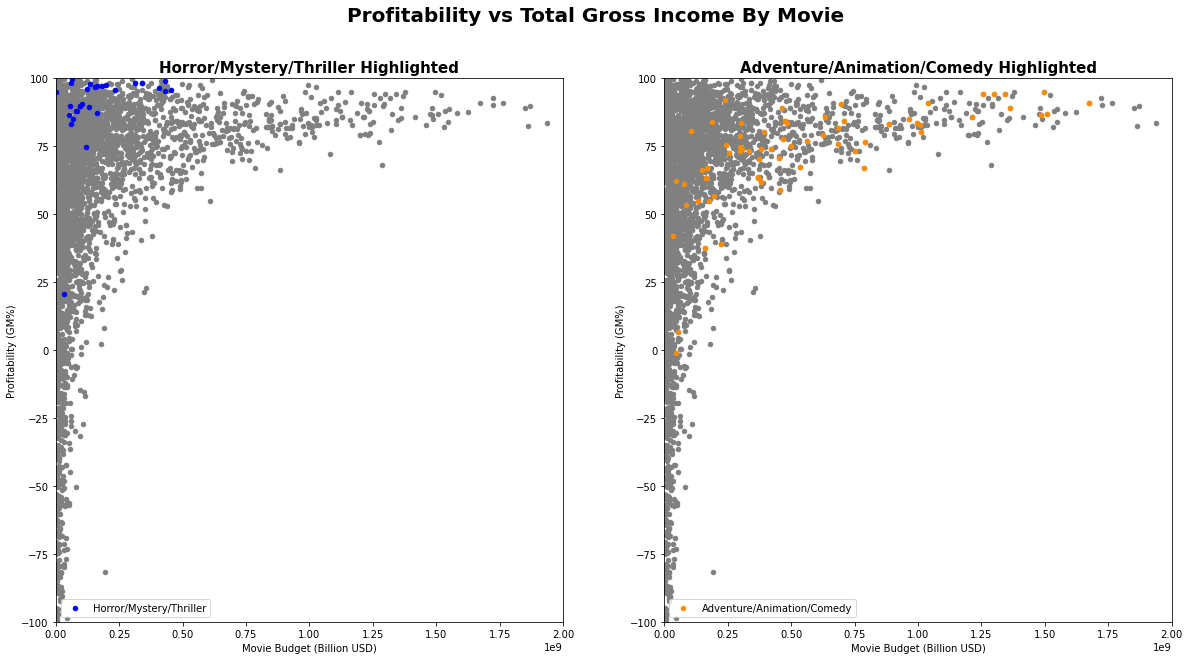 Profitability vs Total Gross Income By Movie
Horror/Mystery/Thriller Highlighted
Profitability (GM%)
100
75
50
25
0
−25
−50
−75
−100
Horror/Mystery/Thriller
0.00 0.25 0.50 0.75 1.00 1.25 1.50 1.75 2.00
Movie Budget (Billion USD)
1e9
Adventure/Animation/Comedy Highlighted
Profitability (GM%)
100
75
50
25
0
−25
−50
−75
−100
Adventure/Animation/Comedy
0.00 0.25 0.50 0.75 1.00 1.25 1.50 1.75 2.00
Movie Budget (Billion USD)
1e9